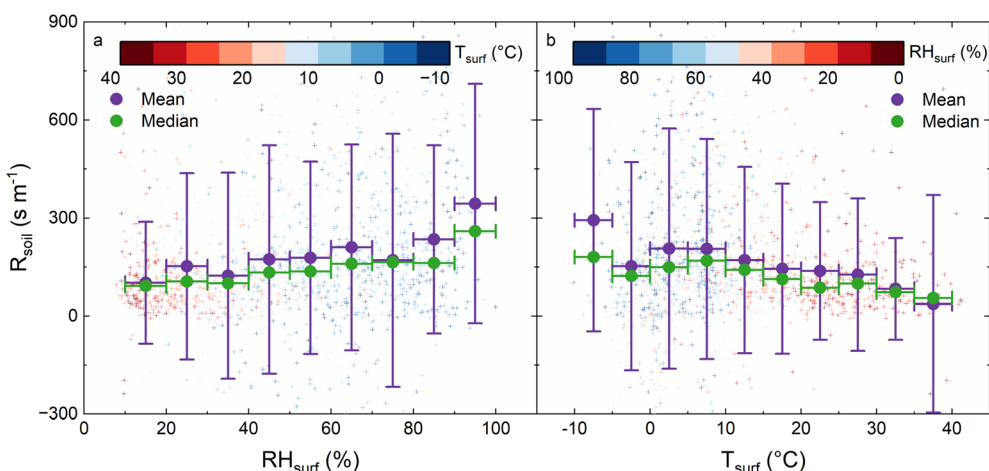 900
600
300
0
−300
R_soil (s m⁻¹)
a
T_surf (°C)
40 30 20 10 0 -10
Mean
Median
0 20 40 60 80 100
RH_surf (%)
b
RH_surf (%)
100 80 60 40 20 0
Mean
Median
-10 0 10 20 30 40
T_surf (°C)